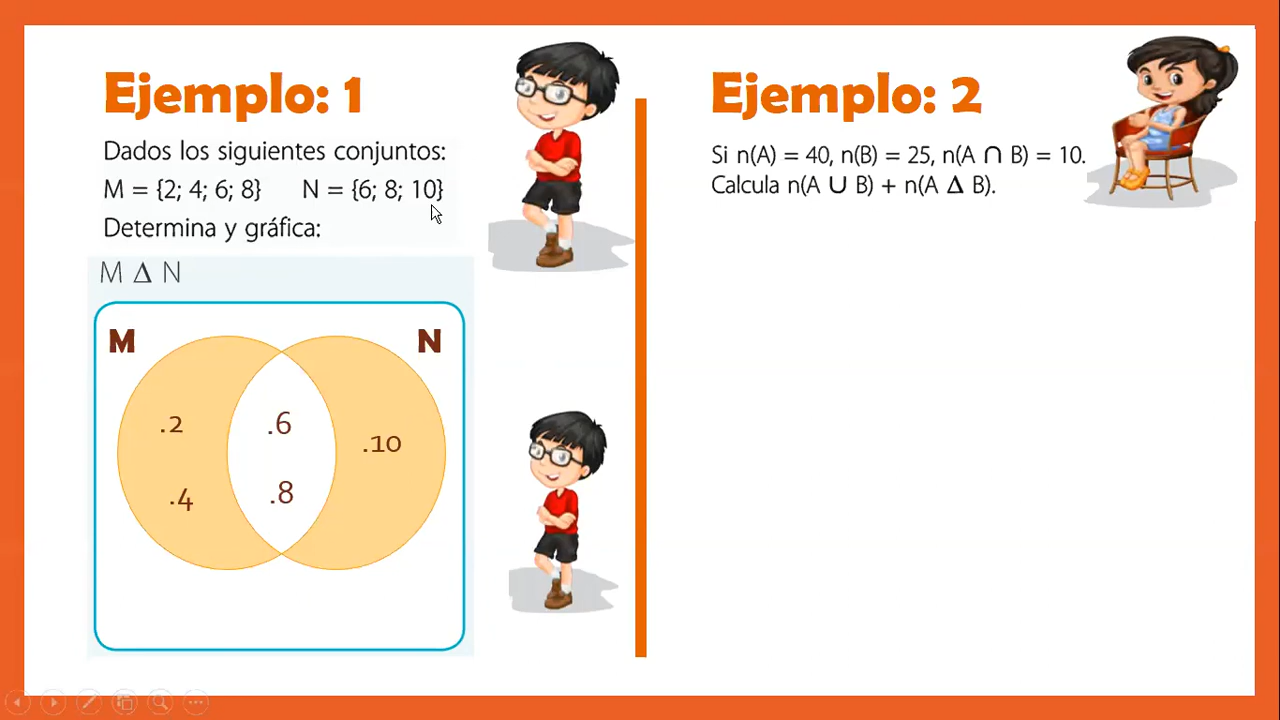 Ejemplo: 1
Dados los siguientes conjuntos:
M = {2; 4; 6; 8} N = {6; 8; 10}
Determina y gráfica:
M Δ N
M N
.2 .6 .10
.4 .8
Ejemplo: 2
Si n(A) = 40, n(B) = 25, n(A ∩ B) = 10.
Calcula n(A ∪ B) + n(A Δ B).